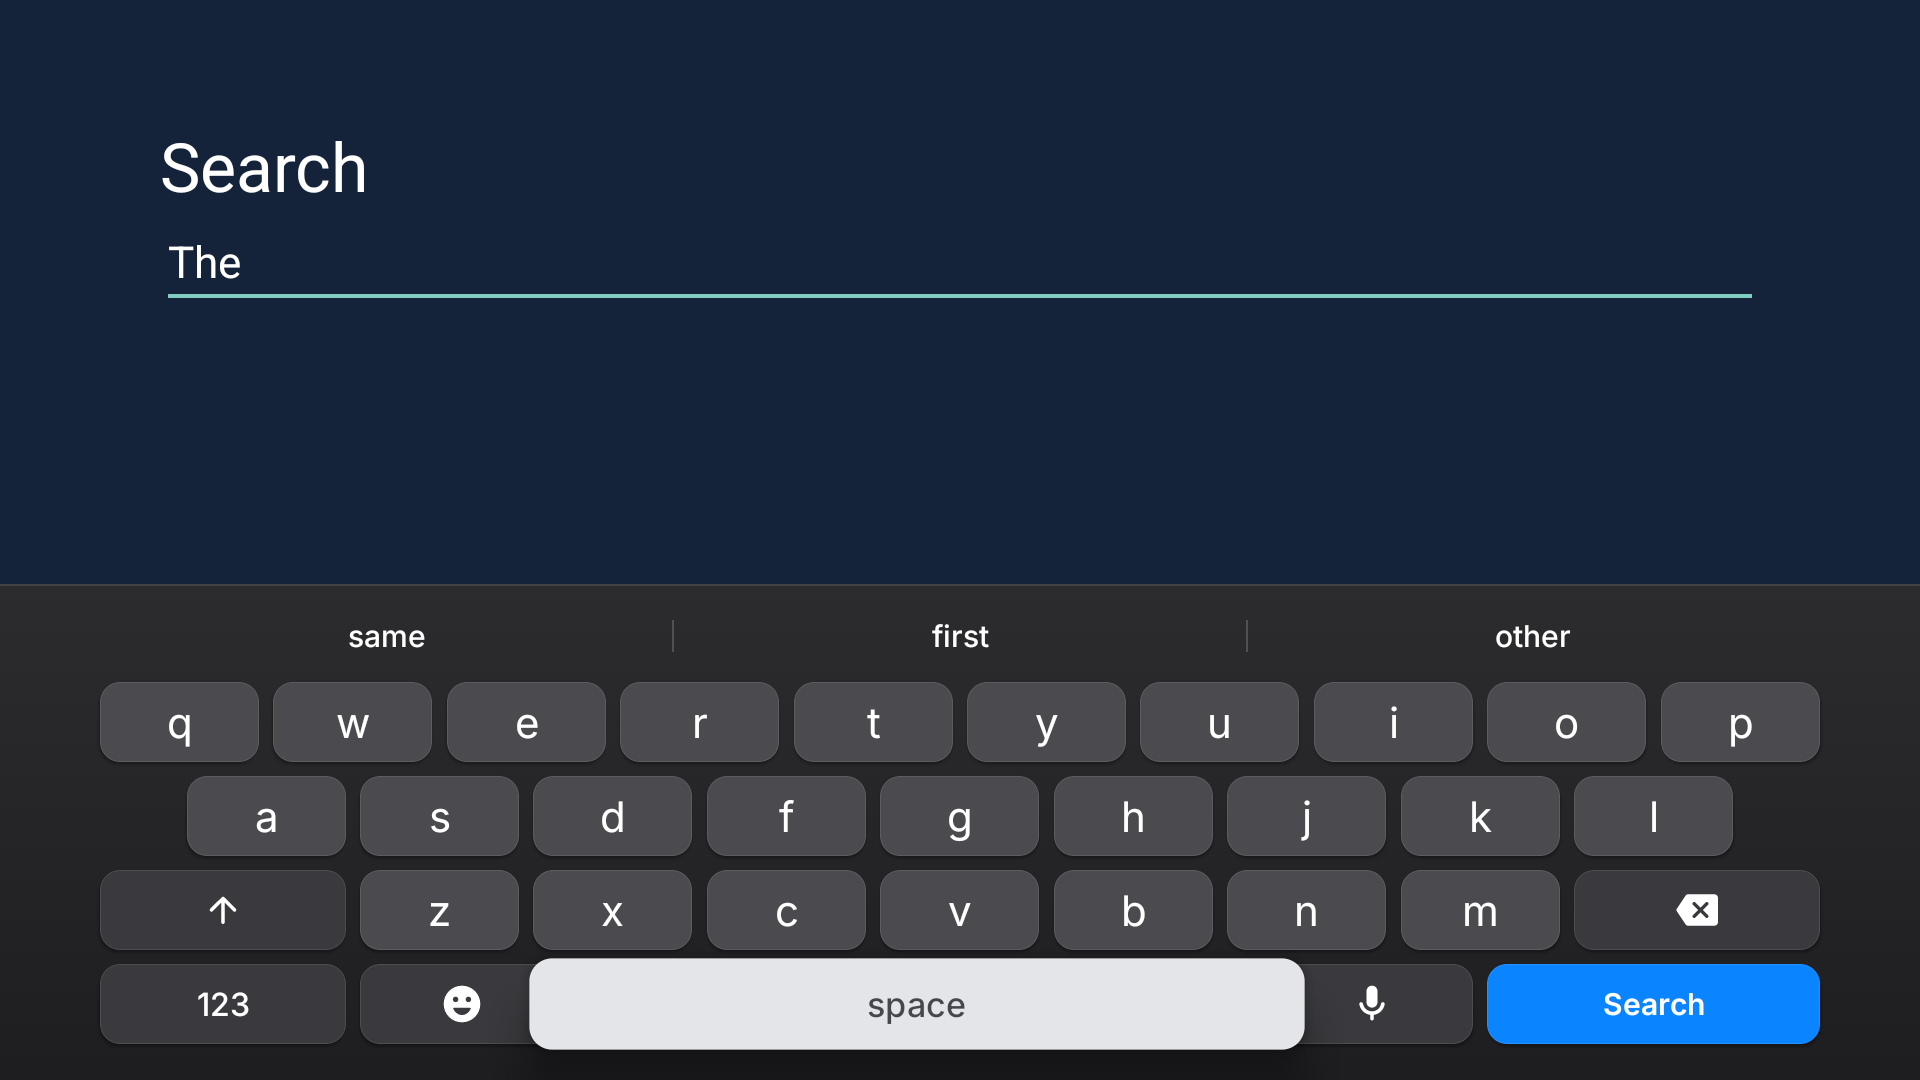 Search
The
same first other
q w e r t y u i o p
a s d f g h j k l
z x c v b n m
123 space Search